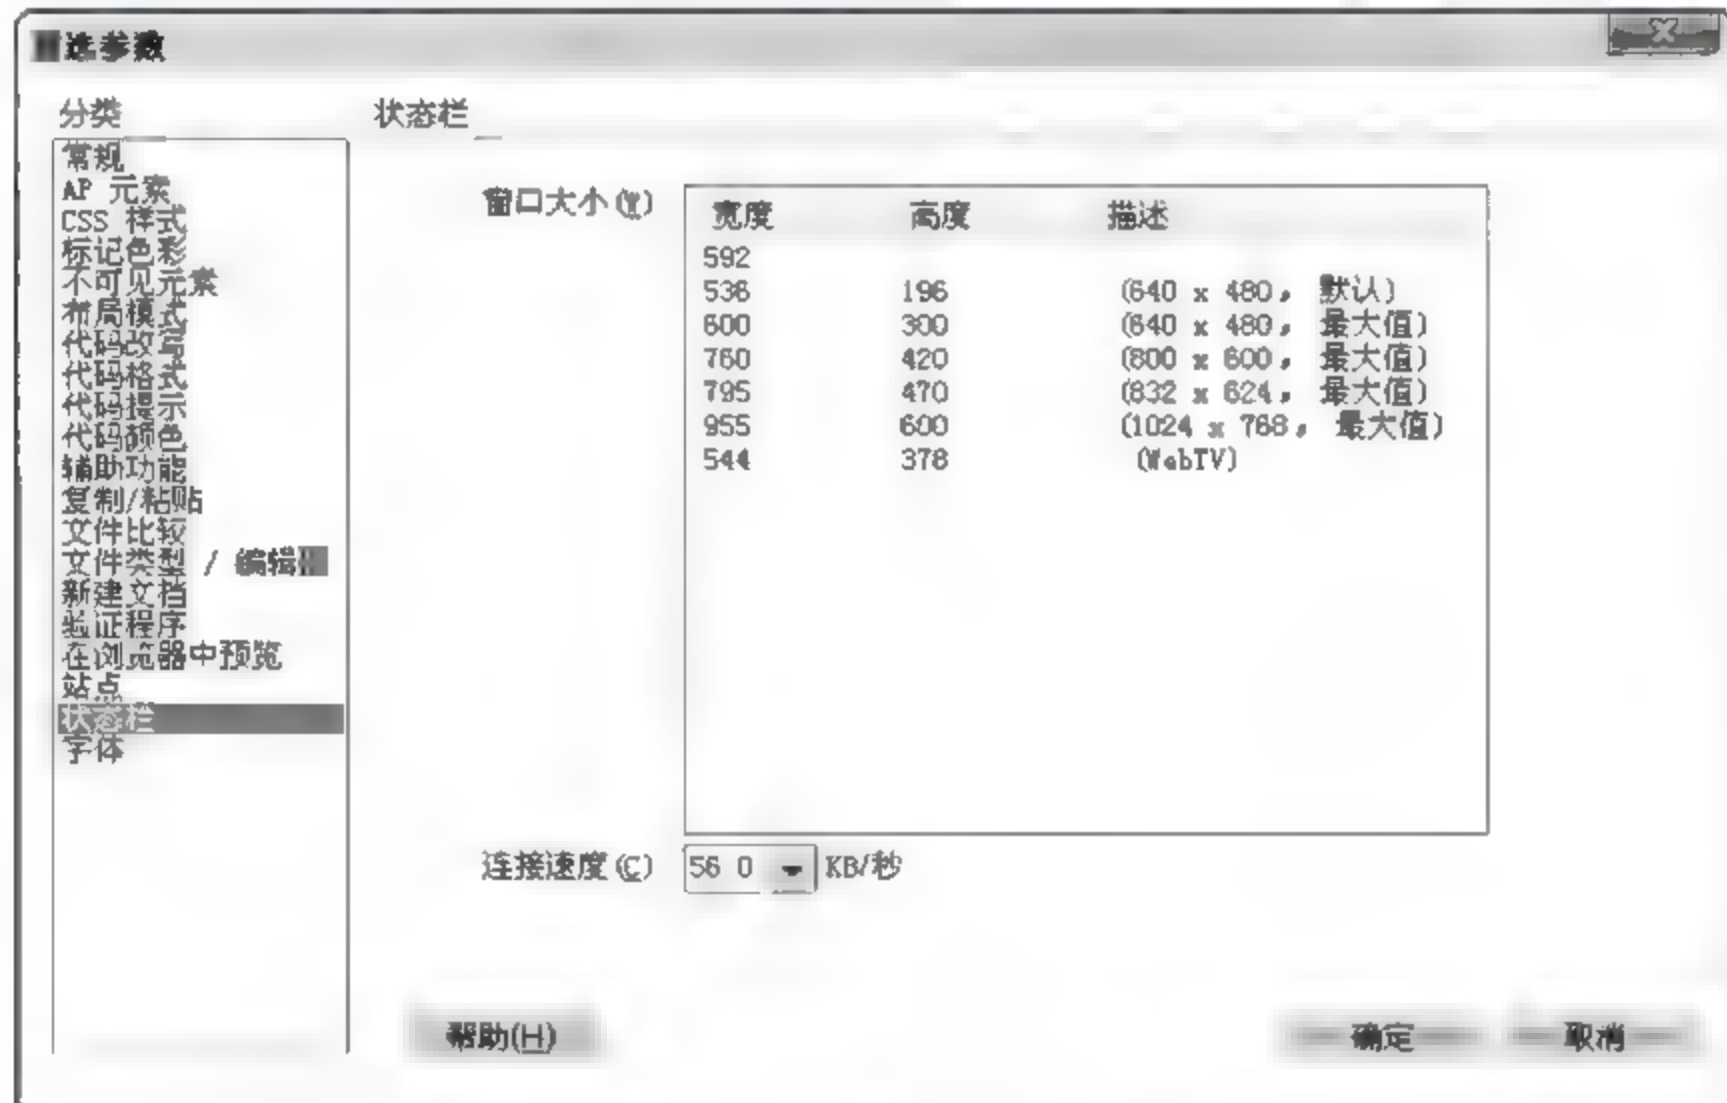 首选参数
分类
状态栏
常规
AP 元素
CSS 样式
标记色彩
不可见元素
布局模式
代码改写
代码格式
代码提示
代码颜色
辅助功能
复制/粘贴
文件比较
文件类型 / 编辑
新建文档
验证程序
在浏览器中预览
站点
状态栏
字体
窗口大小(W)
宽度 高度 描述
592
536 196 (640 x 480, 默认)
600 300 (640 x 480, 最大值)
760 420 (800 x 600, 最大值)
795 470 (832 x 624, 最大值)
955 600 (1024 x 768, 最大值)
544 378 (WebTV)
连接速度(C) 56 0 KB/秒
帮助(H) 确定 取消